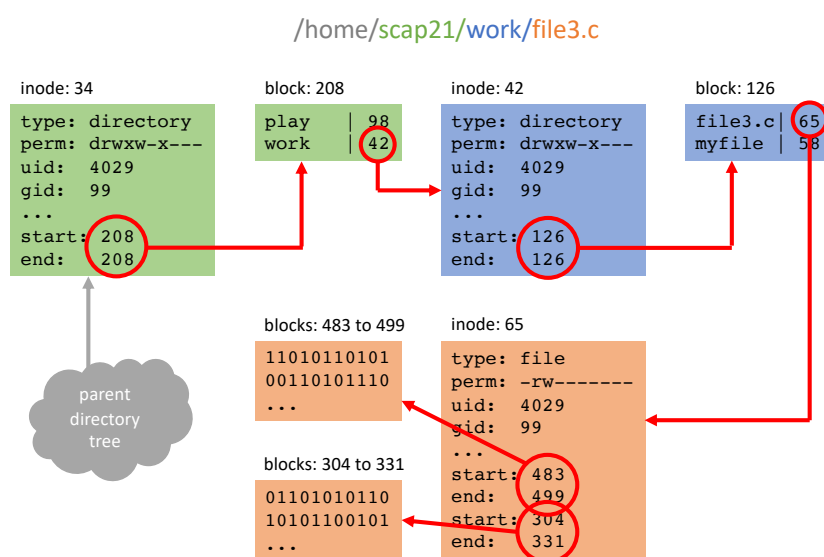 /home/scap21/work/file3.c
inode: 34
type: directory
perm: drwxw-x---
uid: 4029
gid: 99
...
start: 208
end: 208
block: 208
play | 98
work | 42
inode: 42
type: directory
perm: drwxw-x---
uid: 4029
gid: 99
...
start: 126
end: 126
block: 126
file3.c| 65
myfile | 58
parent
directory
tree
blocks: 483 to 499
11010110101
00110101110
...
blocks: 304 to 331
01101010110
10101100101
...
inode: 65
type: file
perm: -rw-------
uid: 4029
gid: 99
...
start: 483
end: 499
start: 304
end: 331